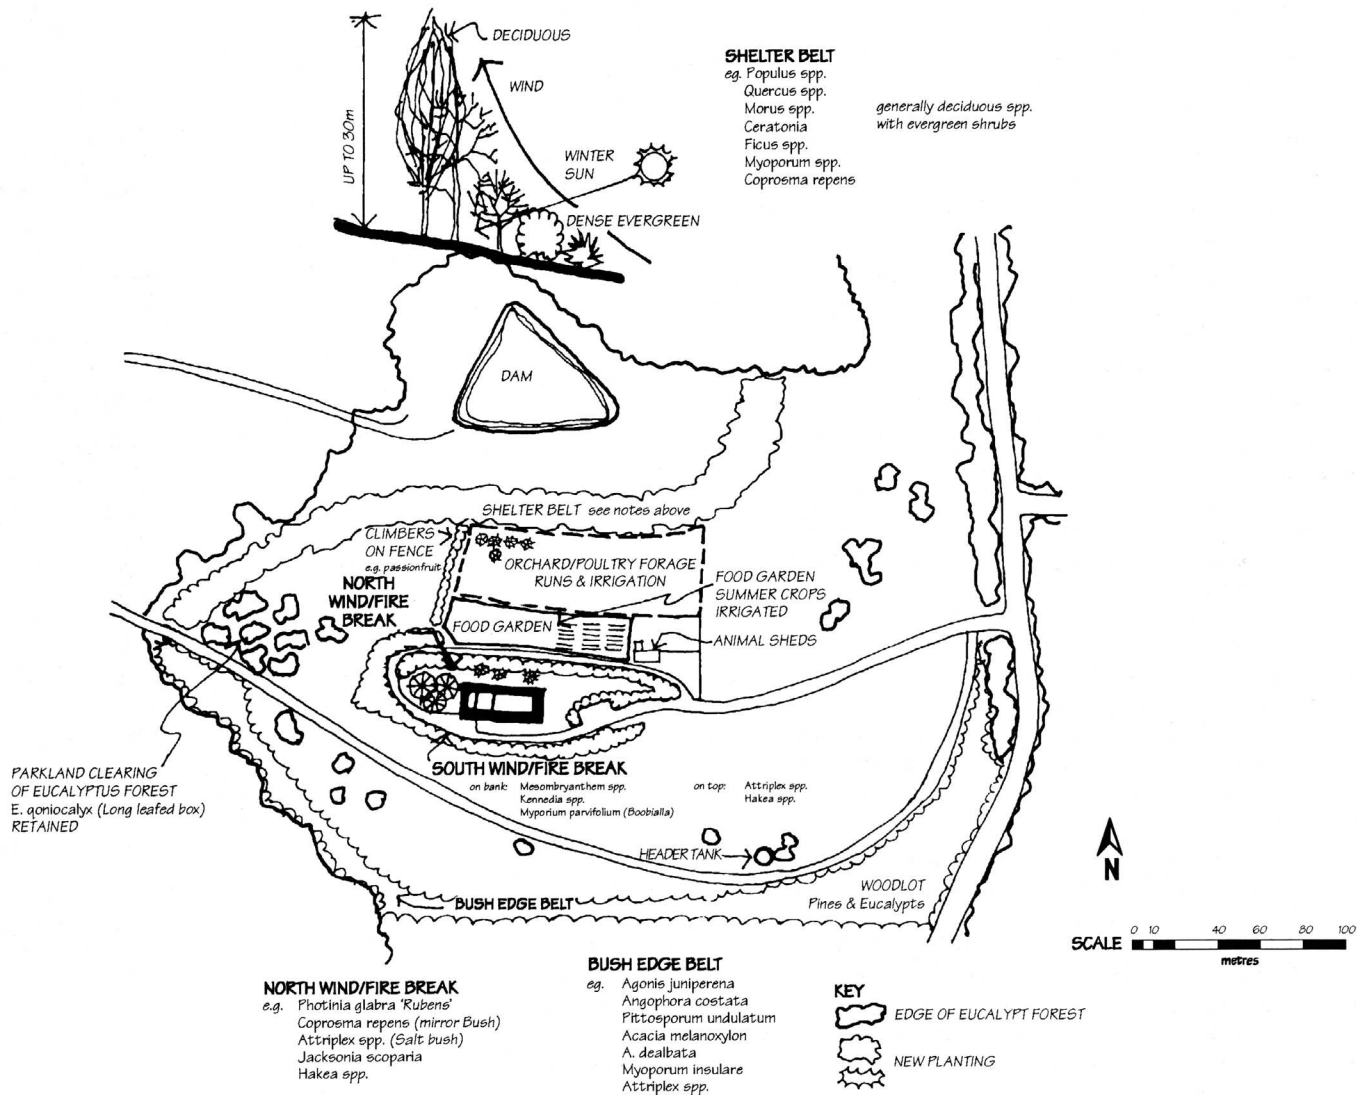 DECIDUOUS
WIND
UP TO 30m
WINTER
SUN
DENSE EVERGREEN
SHELTER BELT
eg. Populus spp.
Quercus spp.
Morus spp.
Ceratonia
Ficus spp.
Myoporum spp.
Coprosma repens
generally deciduous spp.
with evergreen shrubs
DAM
SHELTER BELT see notes above
CLIMBERS
ON FENCE
e.g. passionfruit
ORCHARD/POULTRY FORAGE
RUNS & IRRIGATION
NORTH
WIND/FIRE
BREAK
FOOD GARDEN
FOOD GARDEN
SUMMER CROPS
IRRIGATED
ANIMAL SHEDS
PARKLAND CLEARING
OF EUCALYPTUS FOREST
E. goniocalyx (Long leafed box)
RETAINED
SOUTH WIND/FIRE BREAK
on bank: Mesombryanthem spp.
Kennedia spp.
Myporium parvifolium (Boobialla)
on top: Attriplex spp.
Hakea spp.
HEADER TANK
WOODLOT
Pines & Eucalypts
BUSH EDGE BELT
N
SCALE 0 10 40 60 80 100
metres
NORTH WIND/FIRE BREAK
e.g. Photinia glabra 'Rubens'
Coprosma repens (mirror Bush)
Attriplex spp. (Salt bush)
Jacksonia scoparia
Hakea spp.
BUSH EDGE BELT
eg. Agonis juniperena
Angophora costata
Pittosporum undulatum
Acacia melanoxylon
A. dealbata
Myoporum insulare
Attriplex spp.
KEY
EDGE OF EUCALYPT FOREST
NEW PLANTING